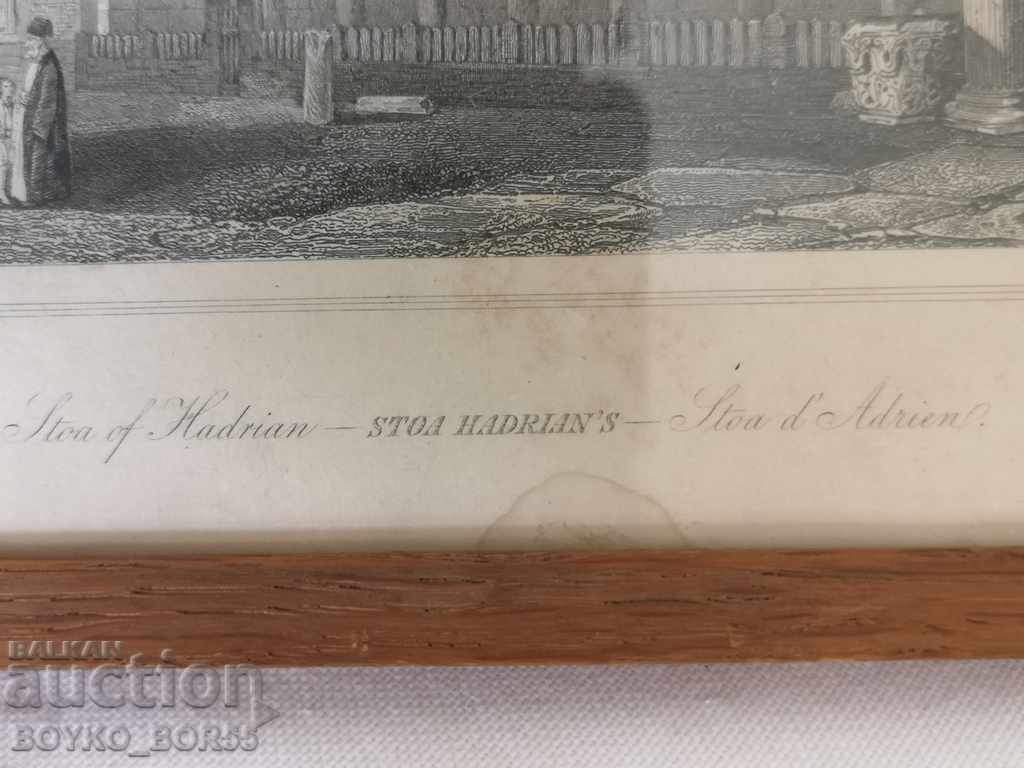 Stoa of Hadrian — STOA HADRIAN'S — Stoa d'Adrien.
BALKAN
auction
BOYKO_BOR55